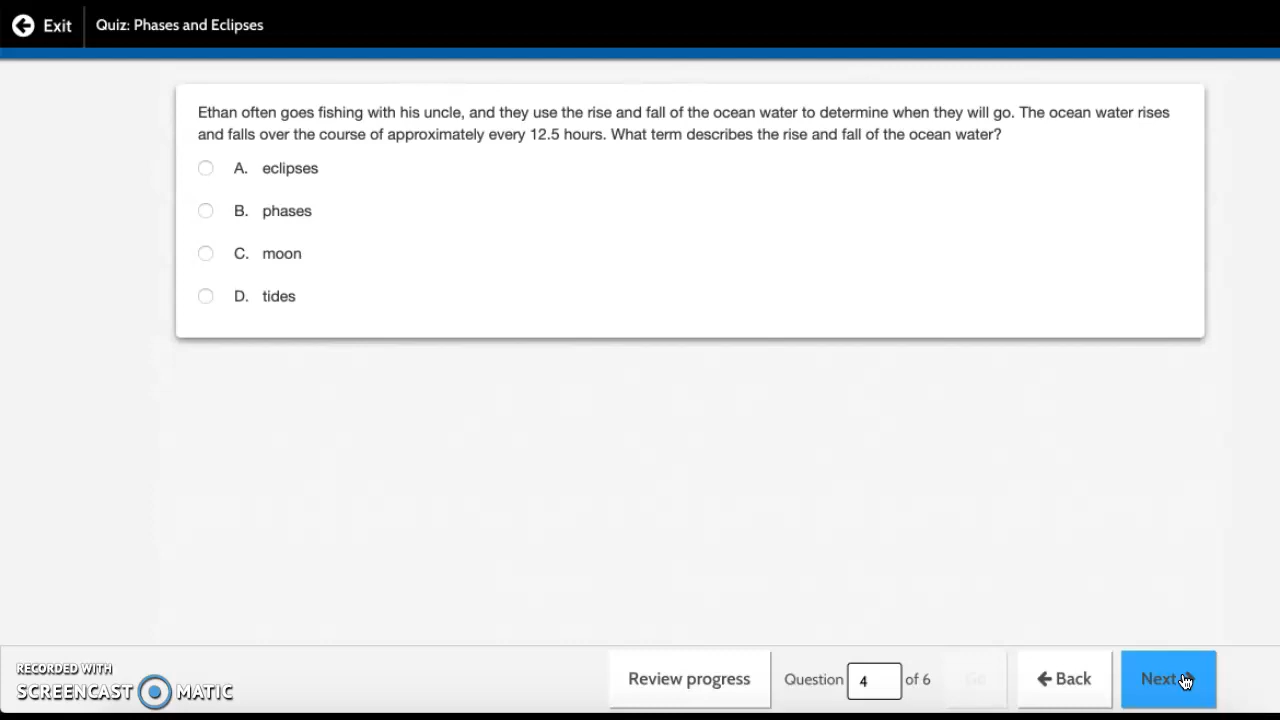 Exit Quiz: Phases and Eclipses
Ethan often goes fishing with his uncle, and they use the rise and fall of the ocean water to determine when they will go. The ocean water rises
and falls over the course of approximately every 12.5 hours. What term describes the rise and fall of the ocean water?
A. eclipses
B. phases
C. moon
D. tides
RECORDED WITH
SCREENCAST MATIC
Review progress Question 4 of 6 Back Next